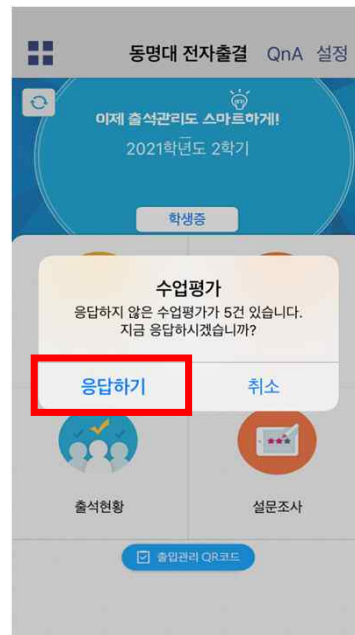 동명대 전자출결 QnA 설정
이제 출석관리도 스마트하게!
2021학년도 2학기
학생증
수업평가
응답하지 않은 수업평가가 5건 있습니다.
지금 응답하시겠습니까?
응답하기 취소
출석현황 설문조사
출입관리 QR코드